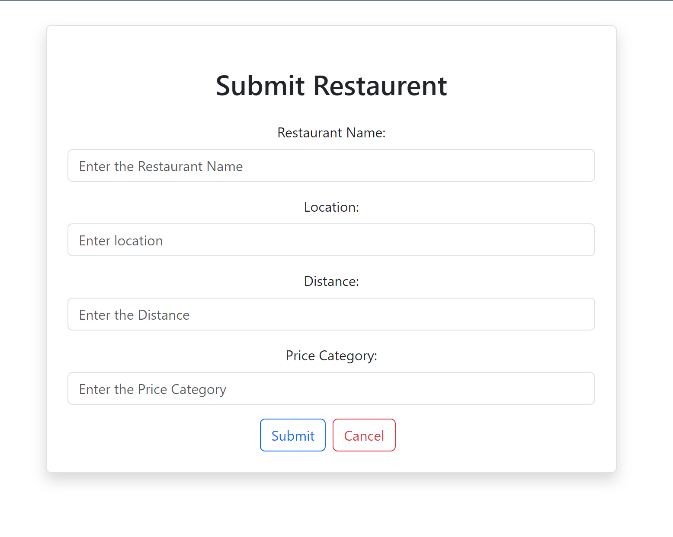 Submit Restaurent
Restaurant Name:
Enter the Restaurant Name
Location:
Enter location
Distance:
Enter the Distance
Price Category:
Enter the Price Category
Submit Cancel